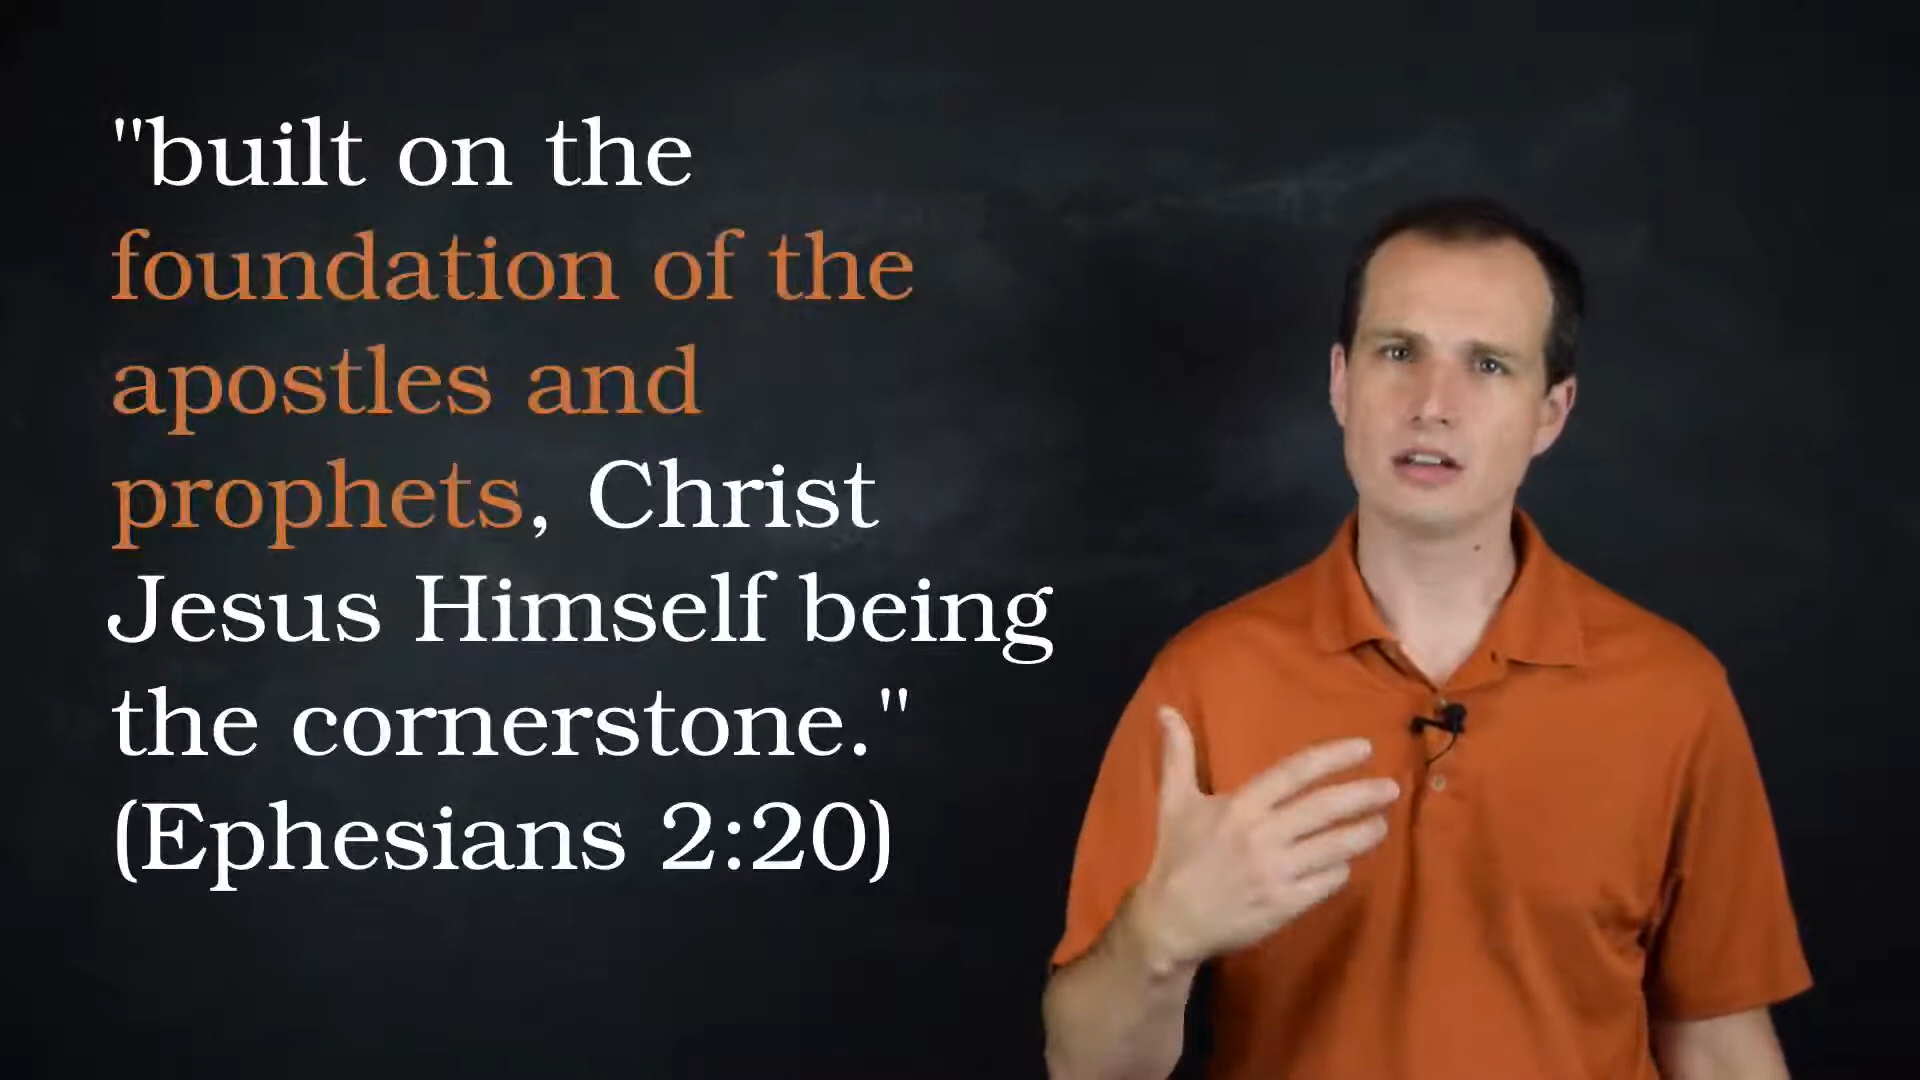 "built on the
foundation of the
apostles and
prophets, Christ
Jesus Himself being
the cornerstone."
(Ephesians 2:20)